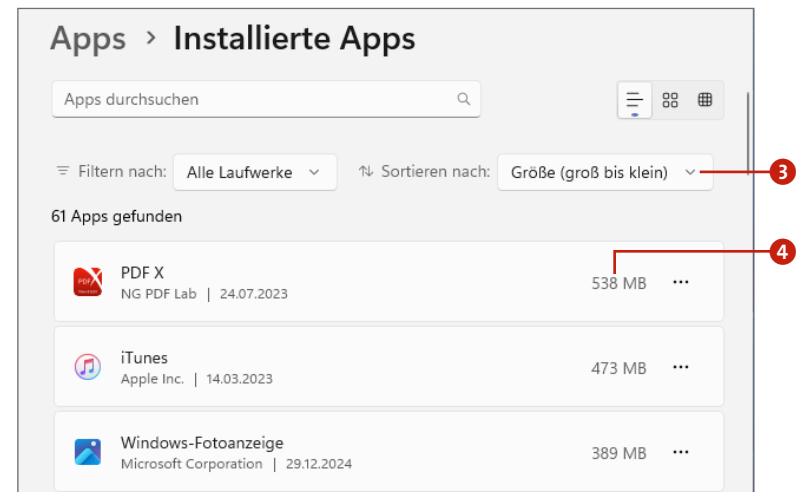 Apps > Installierte Apps
Apps durchsuchen
Filtern nach: Alle Laufwerke Sortieren nach: Größe (groß bis klein) 3
61 Apps gefunden
4
PDF X
538 MB
NG PDF Lab | 24.07.2023
iTunes
473 MB
Apple Inc. | 14.03.2023
Windows-Fotoanzeige
389 MB
Microsoft Corporation | 29.12.2024